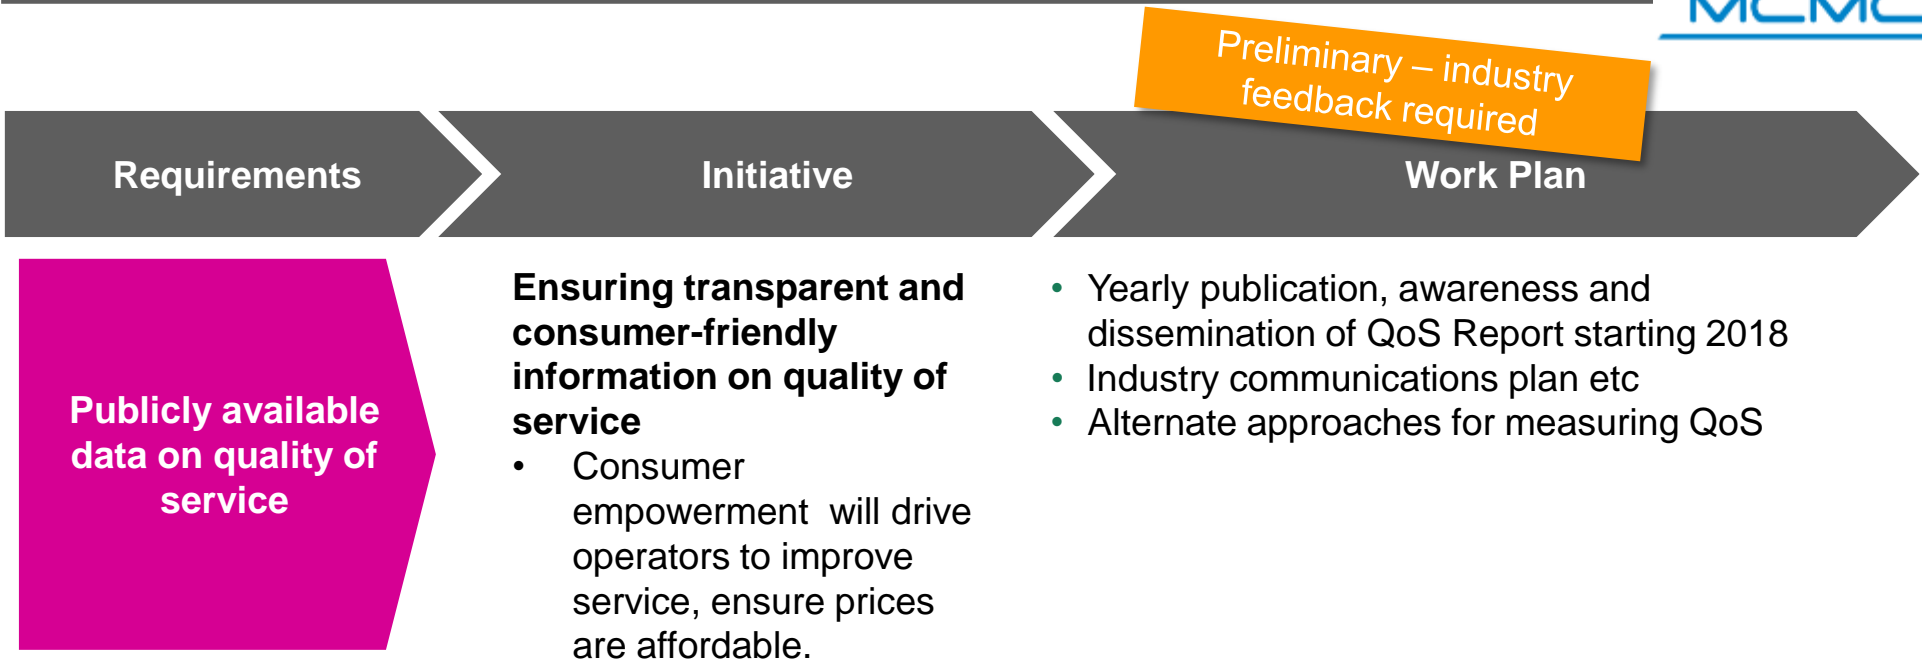 MCMC
Preliminary – industry
feedback required
Requirements
Initiative
Work Plan
Publicly available
data on quality of
service
Ensuring transparent and
consumer-friendly
information on quality of
service
• Consumer
empowerment  will drive
operators to improve
service, ensure prices
are affordable.
• Yearly publication, awareness and
dissemination of QoS Report starting 2018
• Industry communications plan etc
• Alternate approaches for measuring QoS